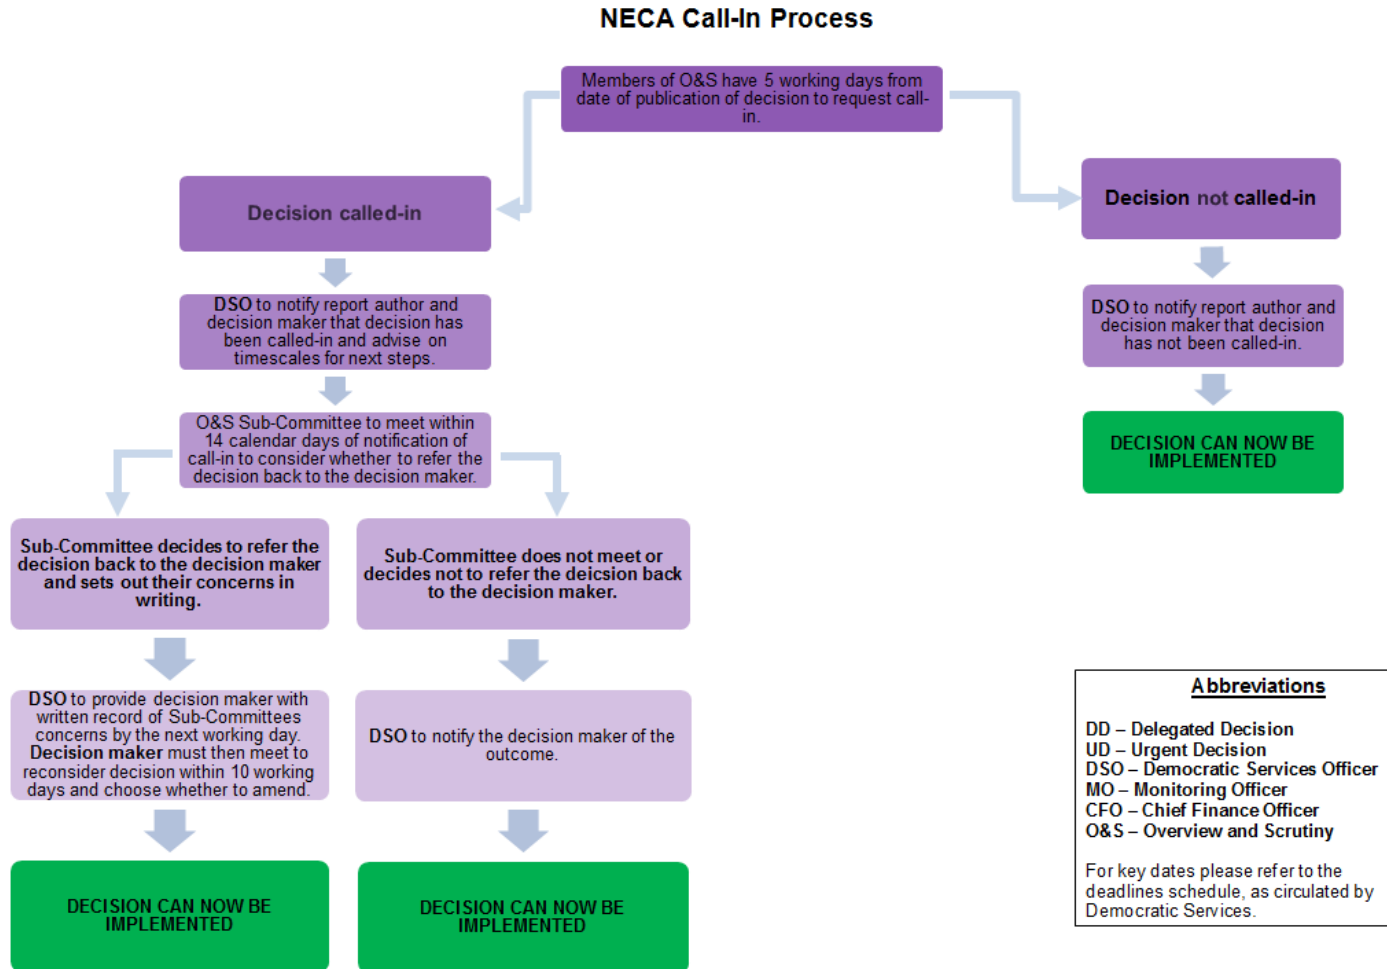 NECA Call-In Process
Members of O&S have 5 working days from
date of publication of decision to request call-
in.
Decision called-in
Decision not called-in
DSO to notify report author and
decision maker that decision has
been called-in and advise on
timescales for next steps.
DSO to notify report author and
decision maker that decision
has not been called-in.
O&S Sub-Committee to meet within
14 calendar days of notification of
call-in to consider whether to refer the
decision back to the decision maker.
DECISION CAN NOW BE
IMPLEMENTED
Sub-Committee decides to refer the
decision back to the decision maker
and sets out their concerns in
writing.
Sub-Committee does not meet or
decides not to refer the deicsion back
to the decision maker.
DSO to provide decision maker with
written record of Sub-Committees
concerns by the next working day.
Decision maker must then meet to
reconsider decision within 10 working
days and choose whether to amend.
DSO to notify the decision maker of the
outcome.
DECISION CAN NOW BE
IMPLEMENTED
DECISION CAN NOW BE
IMPLEMENTED
Abbreviations
DD – Delegated Decision
UD – Urgent Decision
DSO – Democratic Services Officer
MO – Monitoring Officer
CFO – Chief Finance Officer
O&S – Overview and Scrutiny
For key dates please refer to the
deadlines schedule, as circulated by
Democratic Services.